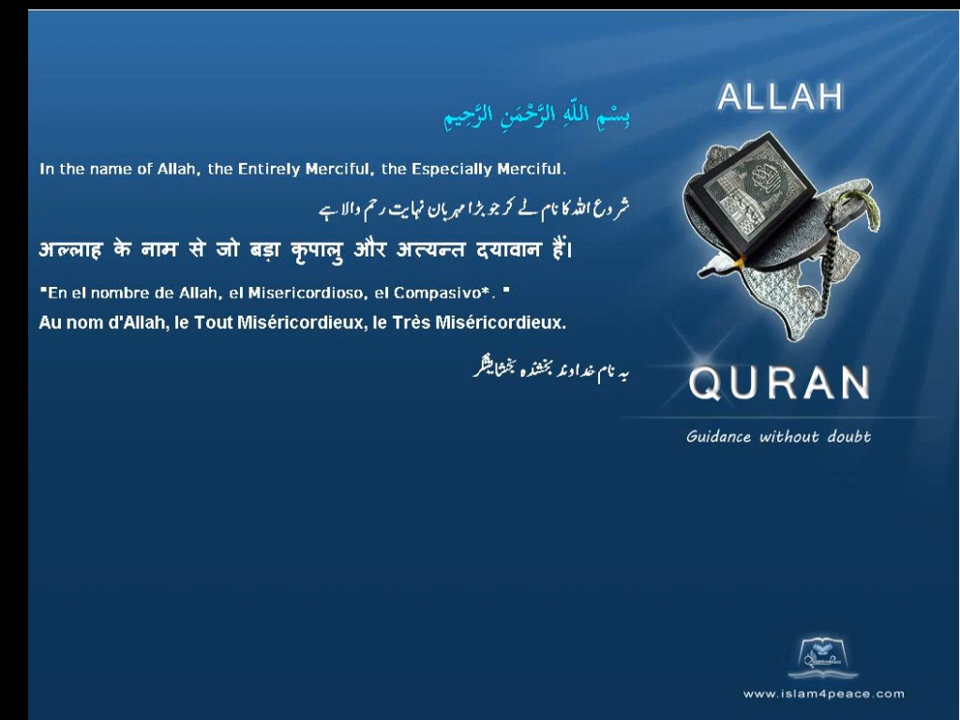 بِسْمِ اللَّهِ الرَّحْمَنِ الرَّحِيمِ
In the name of Allah, the Entirely Merciful, the Especially Merciful.
شروع الله کا نام لے کر جو بڑا مہربان نہایت رحم والا ہے
अल्लाह के नाम से जो बड़ा कृपालु और अत्यन्त दयावान हैं।
"En el nombre de Allah, el Misericordioso, el Compasivo*. "
Au nom d'Allah, le Tout Miséricordieux, le Très Miséricordieux.
به نام خداوند بخشنده بخشایشگر
ALLAH
QURAN
Guidance without doubt
www.islam4peace.com